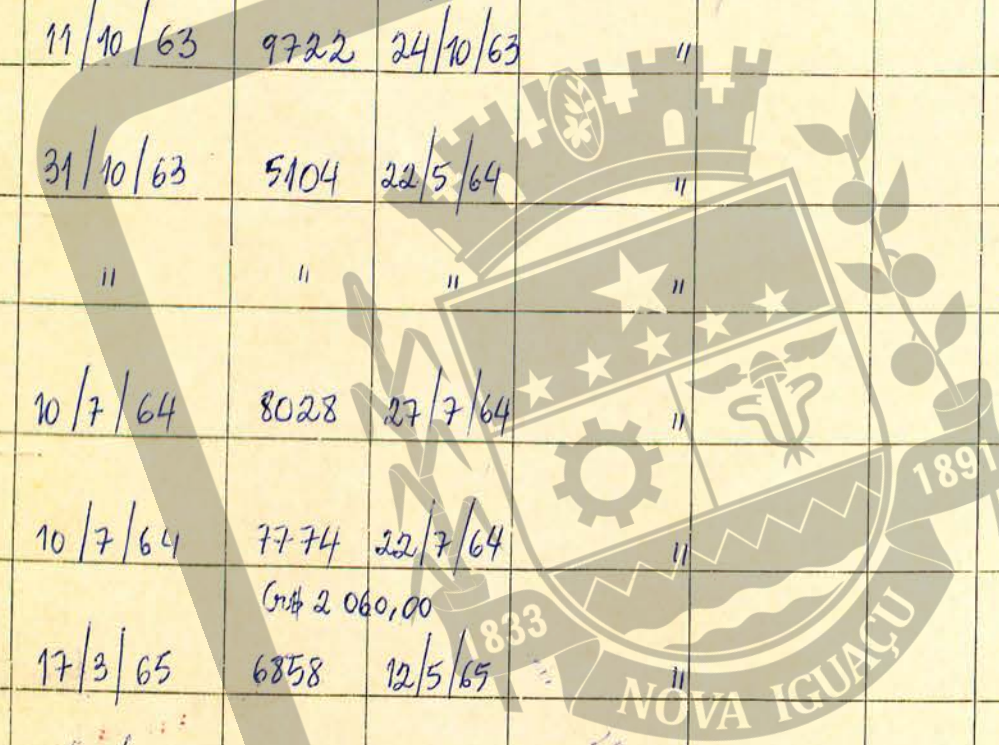 11/10/63 9722 24/10/63 "
31/10/63 5104 22/5/64 "
" " " "
10/7/64 8028 27/7/64 "
10/7/64 7774 22/7/64 "
Cr$ 2 060,00
17/3/65 6858 12/5/65 "
1891
1833
NOVA IGUAÇU